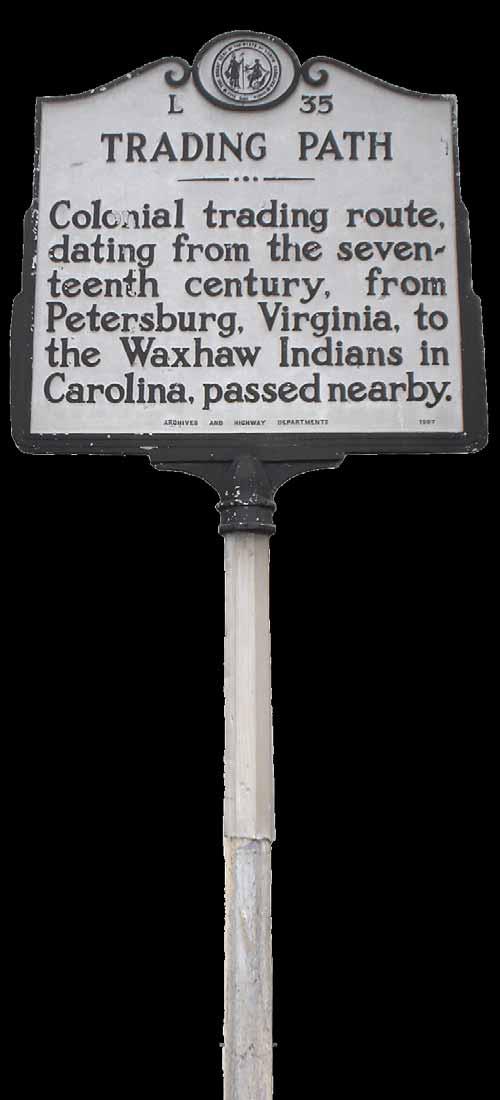 L 35
TRADING PATH
Colonial trading route,
dating from the seven-
teenth century, from
Petersburg, Virginia, to
the Waxhaw Indians in
Carolina, passed nearby.
ARCHIVES AND HIGHWAY DEPARTMENTS